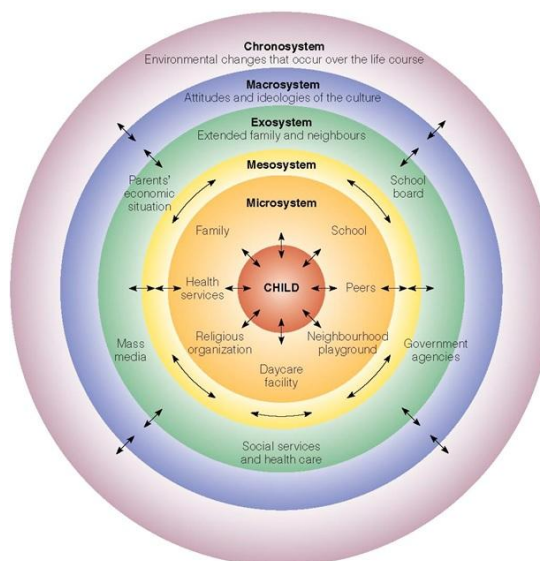 Chronosystem
Environmental changes that occur over the life course
Macrosystem
Attitudes and ideologies of the culture
Exosystem
Extended family and neighbours
Mesosystem
Parents'
economic
situation
School
board
Microsystem
Family
School
Health
services
CHILD
Peers
Religious
organization
Neighbourhood
playground
Mass
media
Government
agencies
Daycare
facility
Social services
and health care